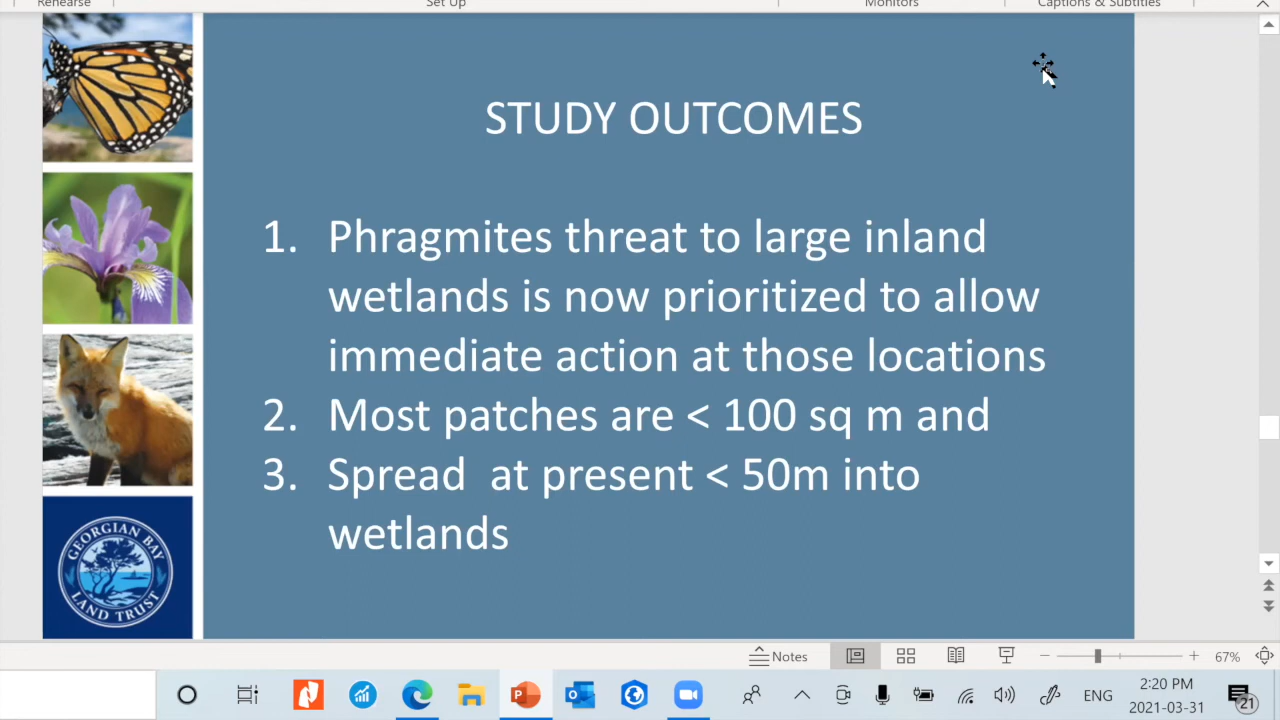 Rehearse
Set Up
Monitors
Captions & Subtitles
STUDY OUTCOMES
1. Phragmites threat to large inland
wetlands is now prioritized to allow
immediate action at those locations
2. Most patches are < 100 sq m and
3. Spread at present < 50m into
wetlands
GEORGIAN BAY
LAND TRUST
Notes
67%
ENG
2:20 PM
2021-03-31
21